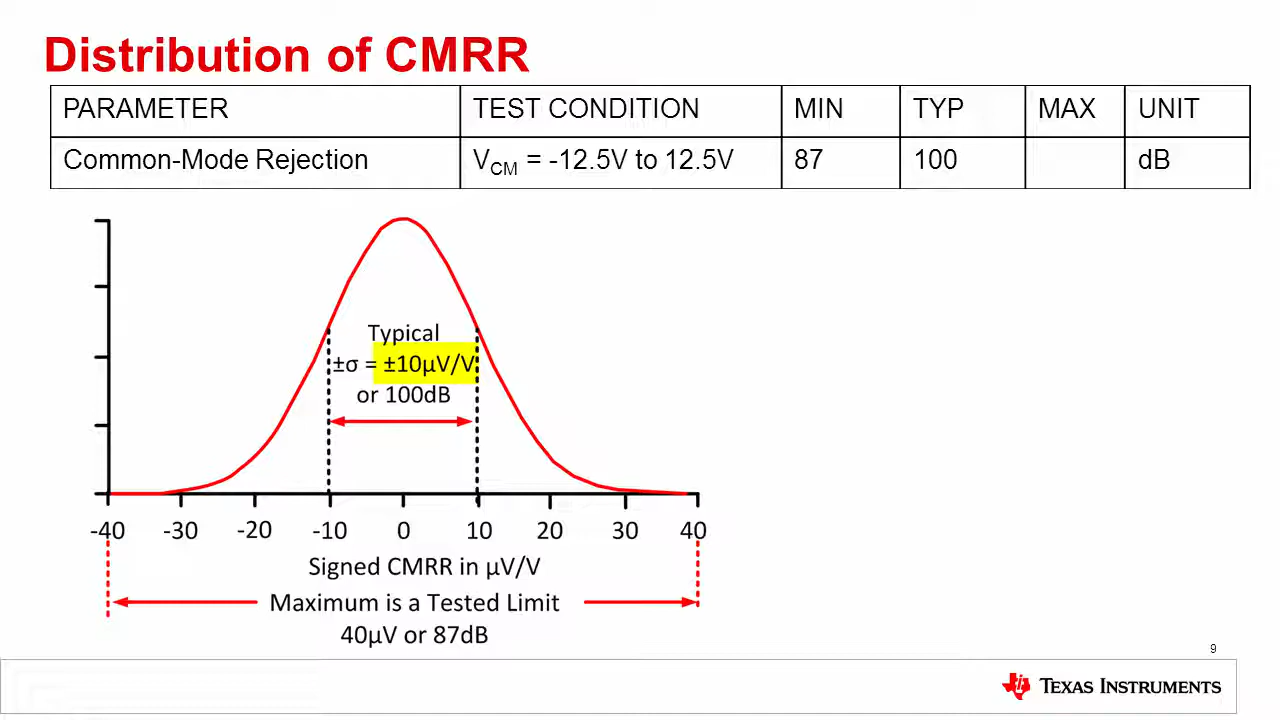 Distribution of CMRR
PARAMETER TEST CONDITION MIN TYP MAX UNIT
Common-Mode Rejection VCM = -12.5V to 12.5V 87 100 dB
Typical
±σ = ±10µV/V
or 100dB
-40 -30 -20 -10 0 10 20 30 40
Signed CMRR in µV/V
Maximum is a Tested Limit
40µV or 87dB
9
TEXAS INSTRUMENTS